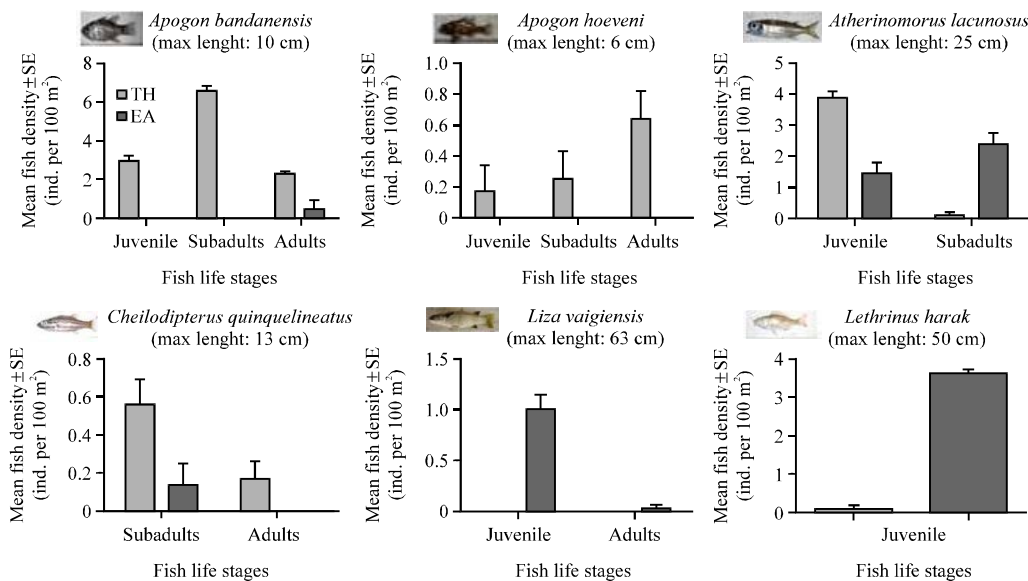 Apogon bandanensis
(max lenght: 10 cm)
Mean fish density±SE
(ind. per 100 m²)
8
6
4
2
0
TH
EA
Juvenile Subadults Adults
Fish life stages
Apogon hoeveni
(max lenght: 6 cm)
Mean fish density±SE
(ind. per 100 m²)
1.0
0.8
0.6
0.4
0.2
0
Juvenile Subadults Adults
Fish life stages
Atherinomorus lacunosus
(max lenght: 25 cm)
Mean fish density±SE
(ind. per 100 m²)
5
4
3
2
1
0
Juvenile Subadults
Fish life stages
Cheilodipterus quinquelineatus
(max lenght: 13 cm)
Mean fish density±SE
(ind. per 100 m²)
0.8
0.6
0.4
0.2
0
Subadults Adults
Fish life stages
Liza vaigiensis
(max lenght: 63 cm)
Mean fish density±SE
(ind. per 100 m²)
1.5
1.0
0.5
0
Juvenile Adults
Fish life stages
Lethrinus harak
(max lenght: 50 cm)
Mean fish density±SE
(ind. per 100 m²)
4
3
2
1
0
Juvenile
Fish life stages